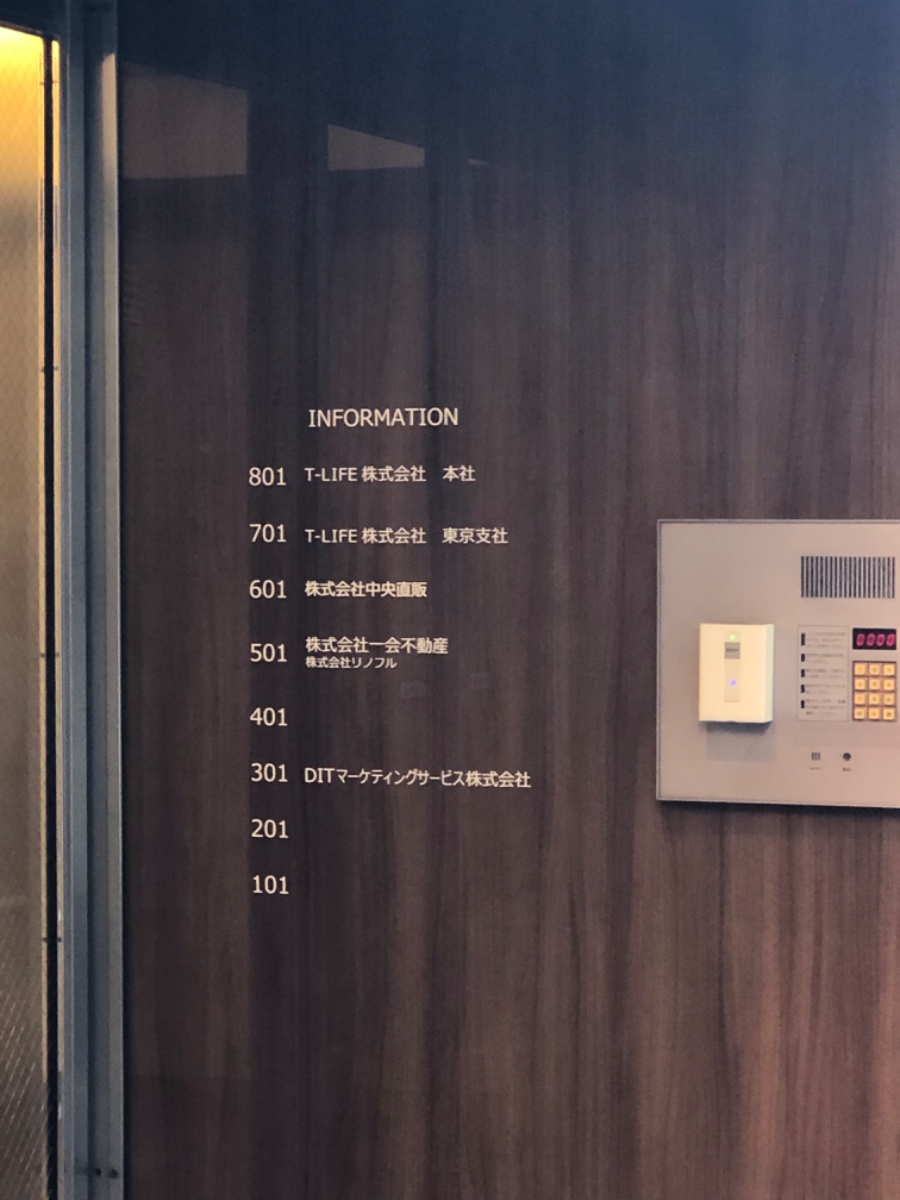 INFORMATION
801 T-LIFE 株式会社 本社
701 T-LIFE 株式会社 東京支社
601 株式会社中央直販
501 株式会社一会不動産
株式会社リノフル
401
301 DITマーケティングサービス株式会社
201
101
0000